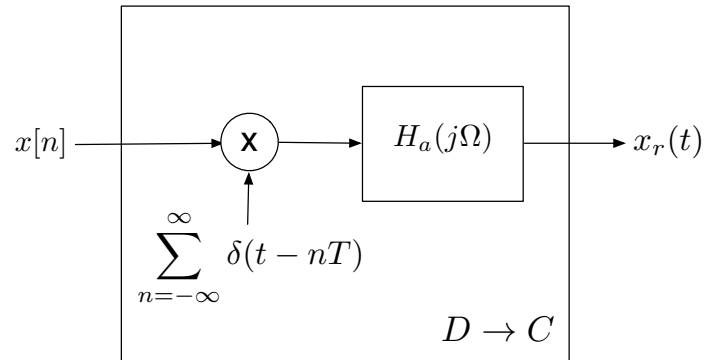 x[n]
X
H_a(jΩ)
x_r(t)
∑_{n=-∞}^{∞} δ(t − nT)
D → C